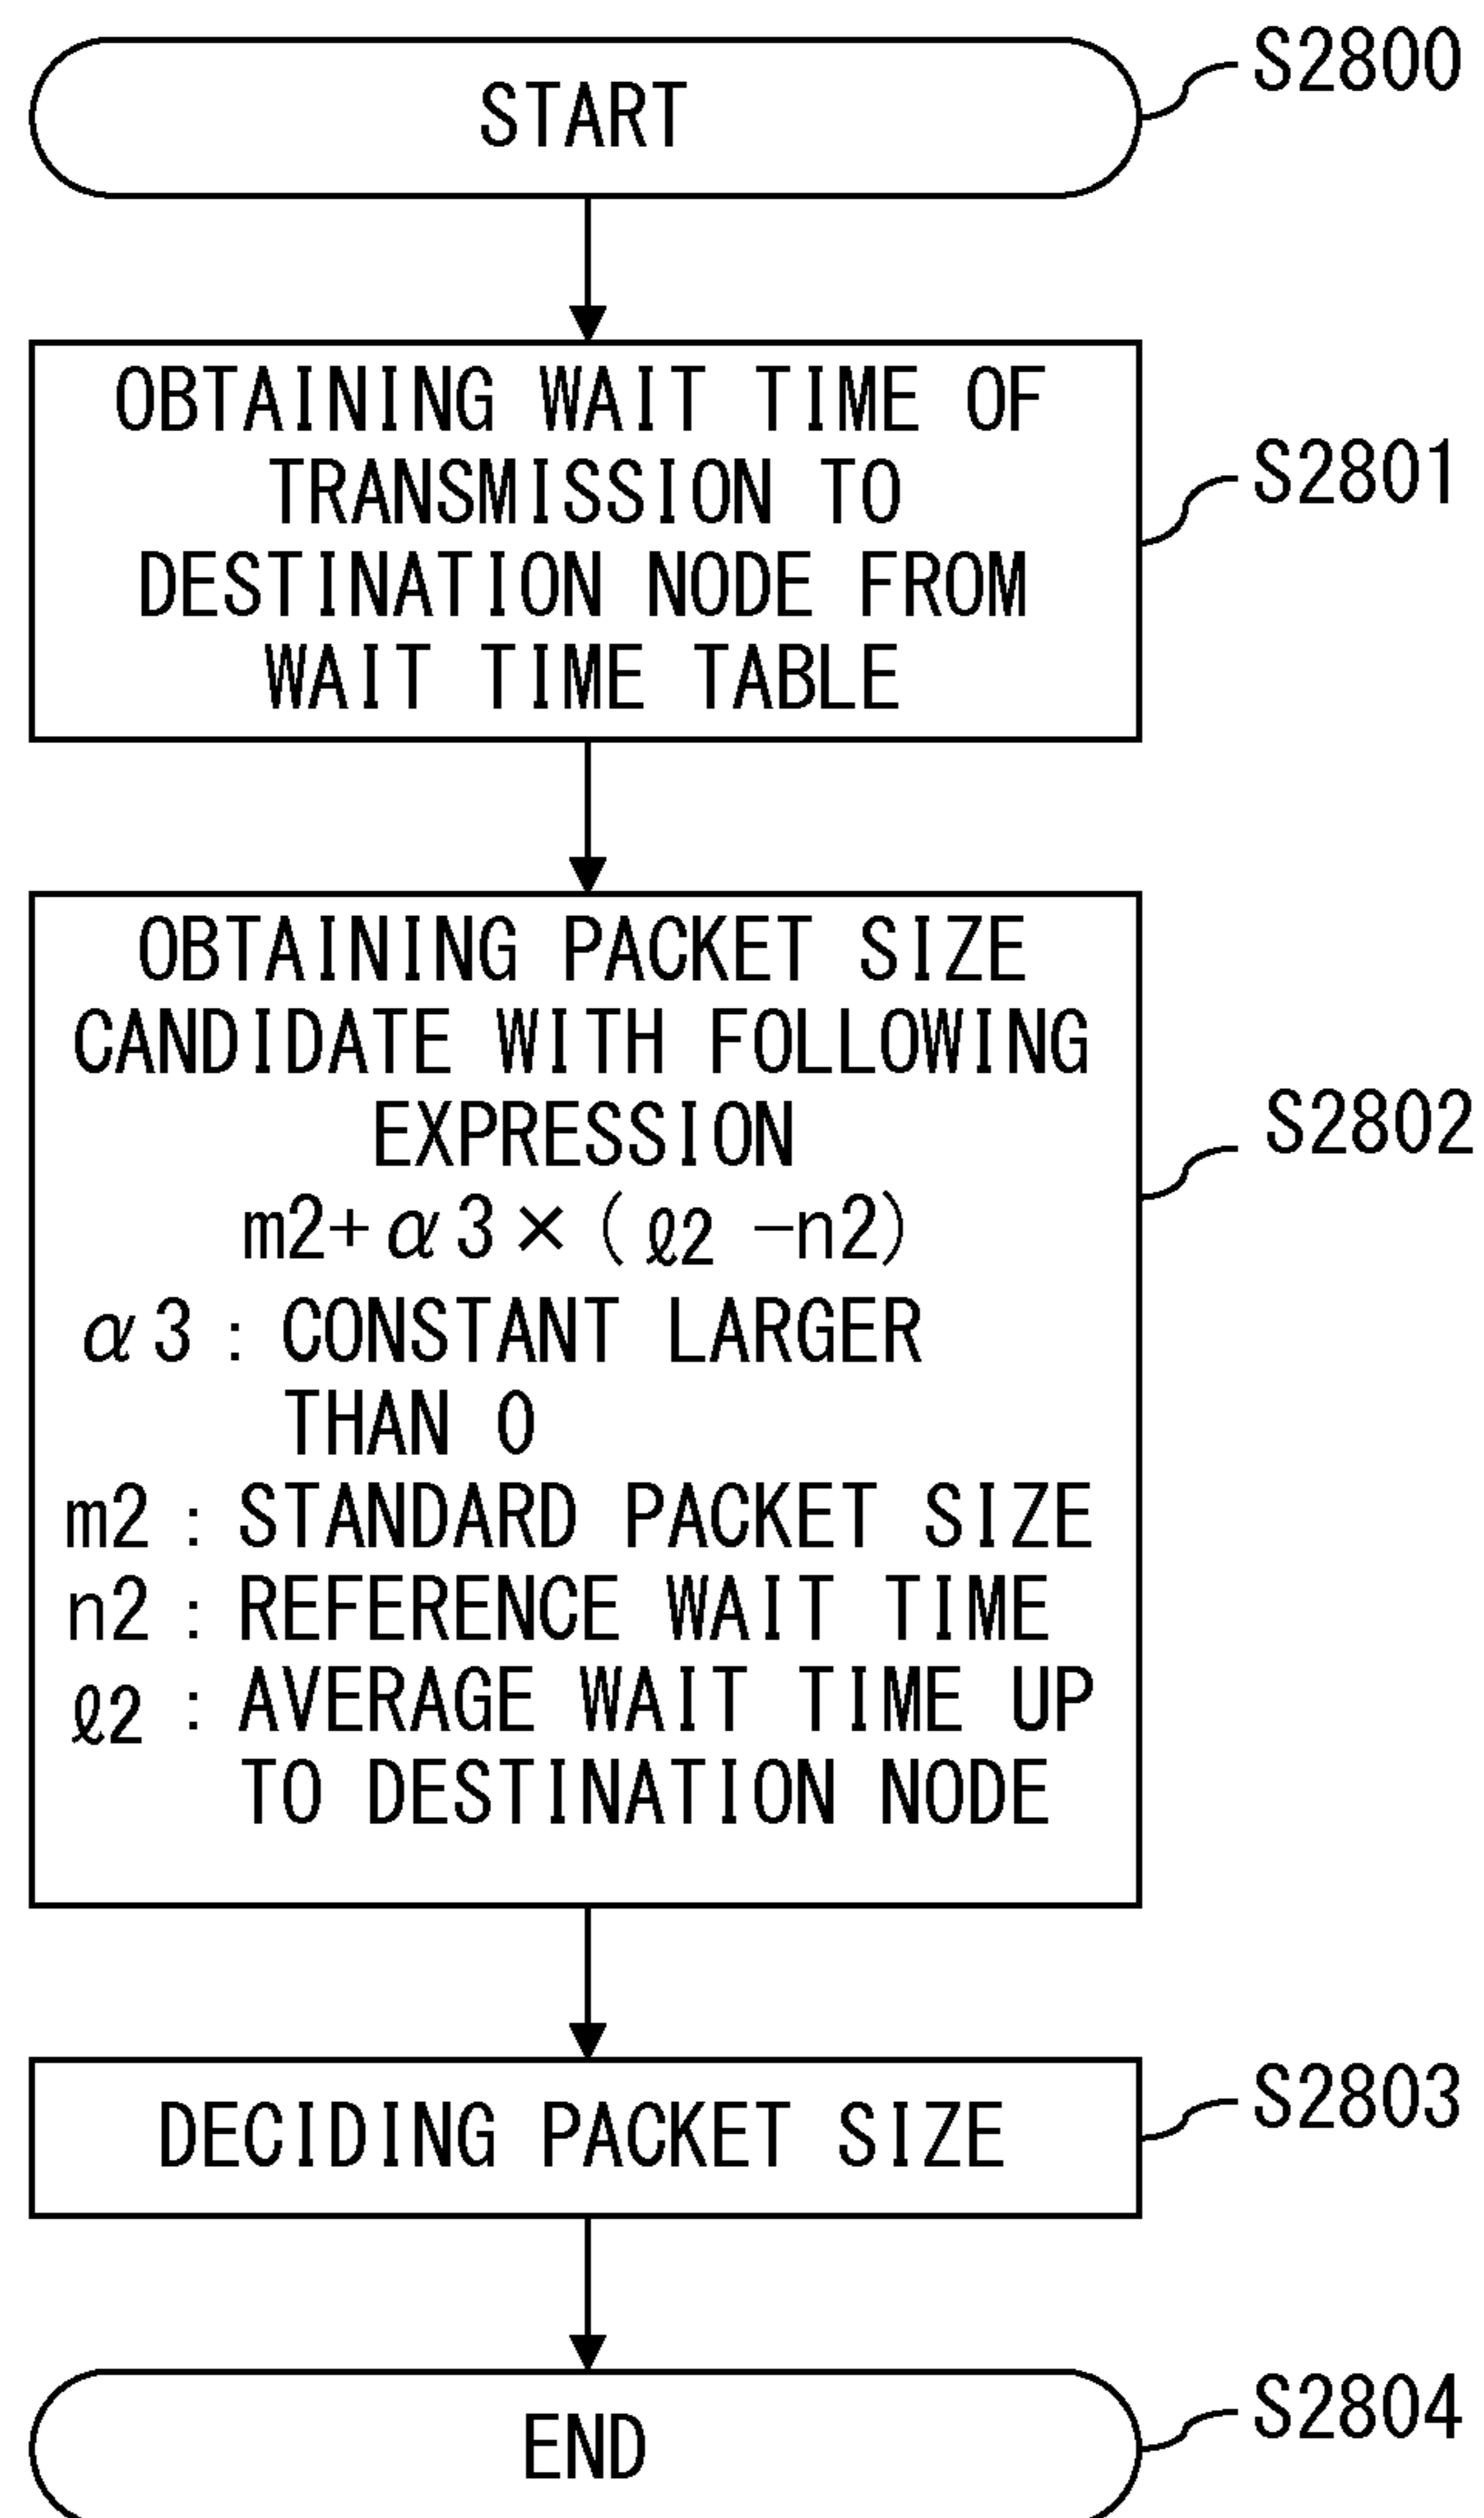 START
S2800
OBTAINING WAIT TIME OF
TRANSMISSION TO
DESTINATION NODE FROM
WAIT TIME TABLE
S2801
OBTAINING PACKET SIZE
CANDIDATE WITH FOLLOWING
EXPRESSION
m2+α3×(ℓ2 -n2)
α3: CONSTANT LARGER
THAN 0
m2: STANDARD PACKET SIZE
n2: REFERENCE WAIT TIME
ℓ2: AVERAGE WAIT TIME UP
TO DESTINATION NODE
S2802
DECIDING PACKET SIZE
S2803
END
S2804